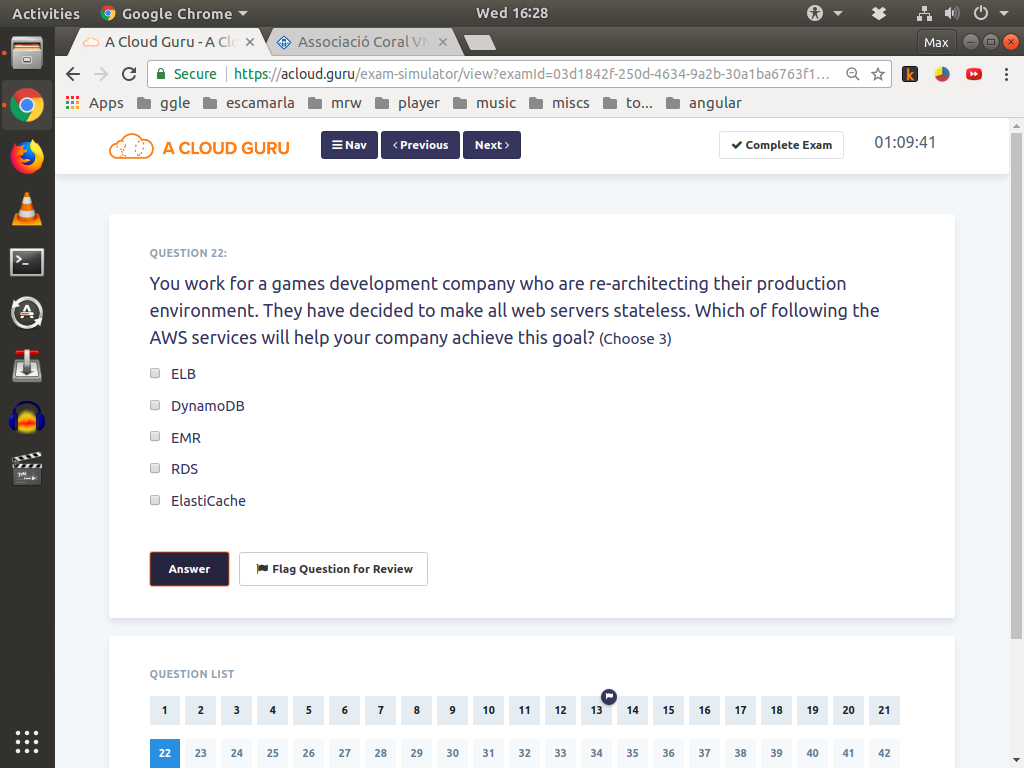 Activities Google Chrome Wed 16:28
A Cloud Guru - A Clo Associació Coral VN Max
Secure https://acloud.guru/exam-simulator/view?examId=03d1842f-250d-4634-9a2b-30a1ba6763f1...
Apps ggle escamarla mrw player music miscs to... angular
A CLOUD GURU Nav Previous Next Complete Exam 01:09:41
QUESTION 22:
You work for a games development company who are re-architecting their production
environment. They have decided to make all web servers stateless. Which of following the
AWS services will help your company achieve this goal? (Choose 3)
ELB
DynamoDB
EMR
RDS
ElastiCache
Answer Flag Question for Review
QUESTION LIST
1 2 3 4 5 6 7 8 9 10 11 12 13 14 15 16 17 18 19 20 21
22 23 24 25 26 27 28 29 30 31 32 33 34 35 36 37 38 39 40 41 42